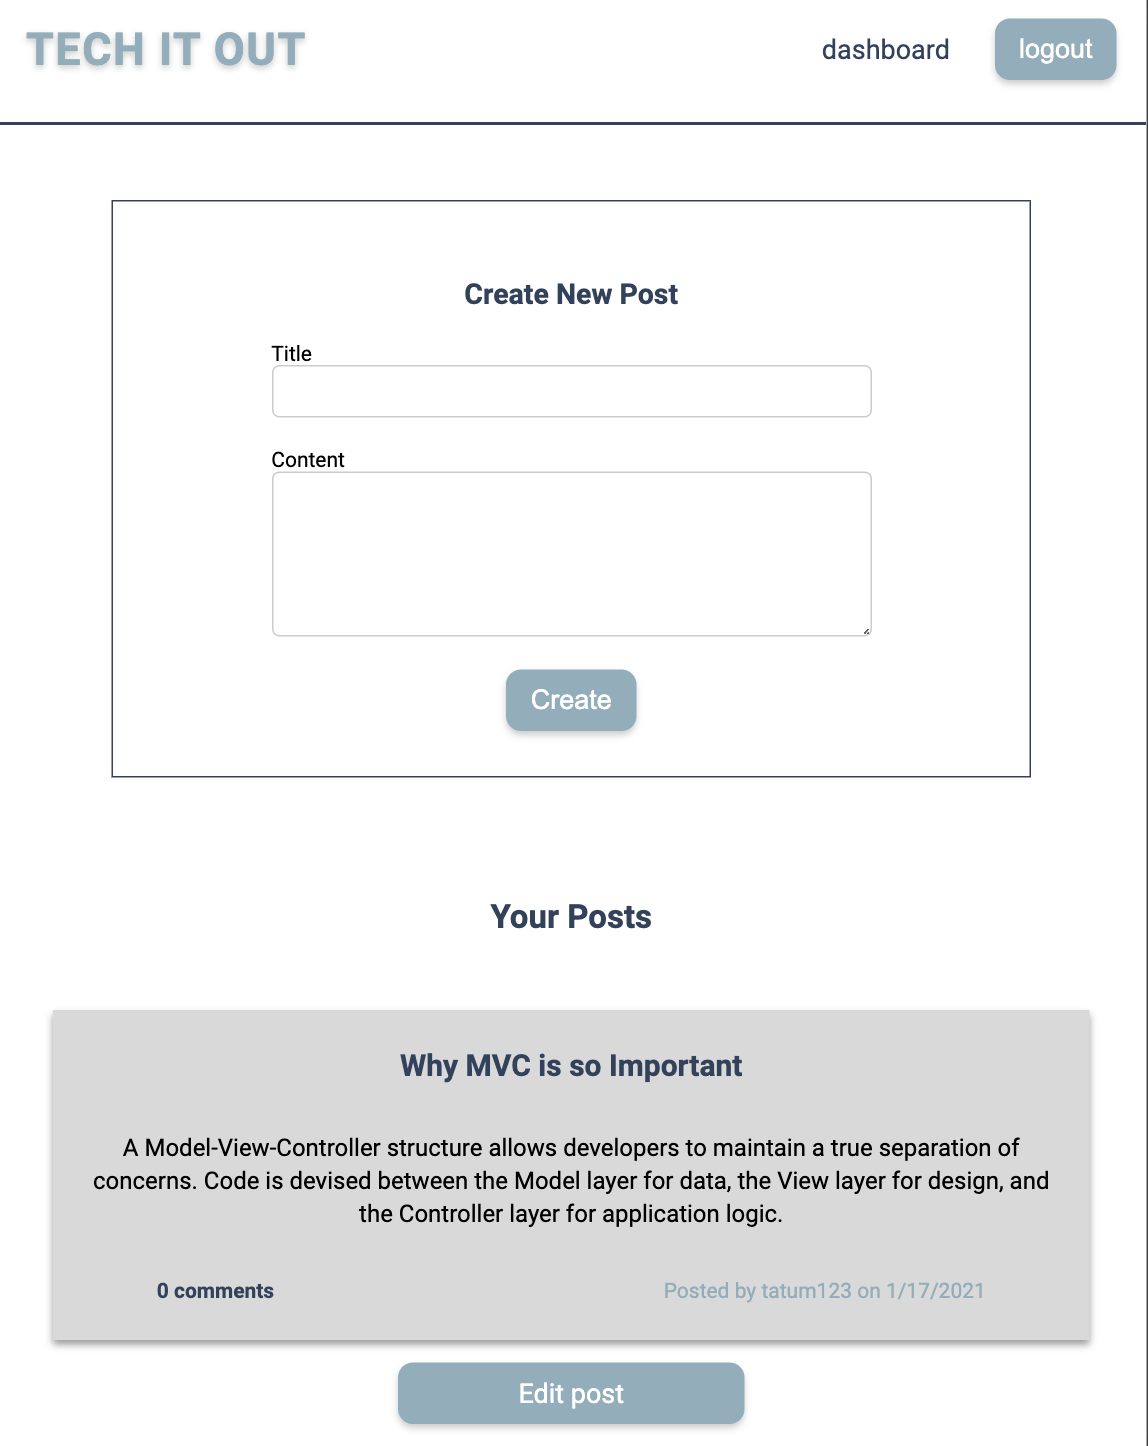 TECH IT OUT
dashboard
logout
Create New Post
Title
Content
Create
Your Posts
Why MVC is so Important
A Model-View-Controller structure allows developers to maintain a true separation of
concerns. Code is devised between the Model layer for data, the View layer for design, and
the Controller layer for application logic.
0 comments
Posted by tatum123 on 1/17/2021
Edit post